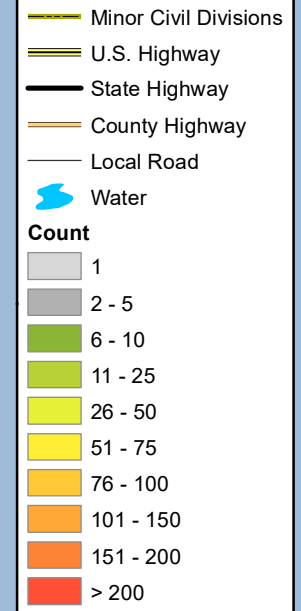 Minor Civil Divisions
U.S. Highway
State Highway
County Highway
Local Road
Water
Count
1
2 - 5
6 - 10
11 - 25
26 - 50
51 - 75
76 - 100
101 - 150
151 - 200
> 200